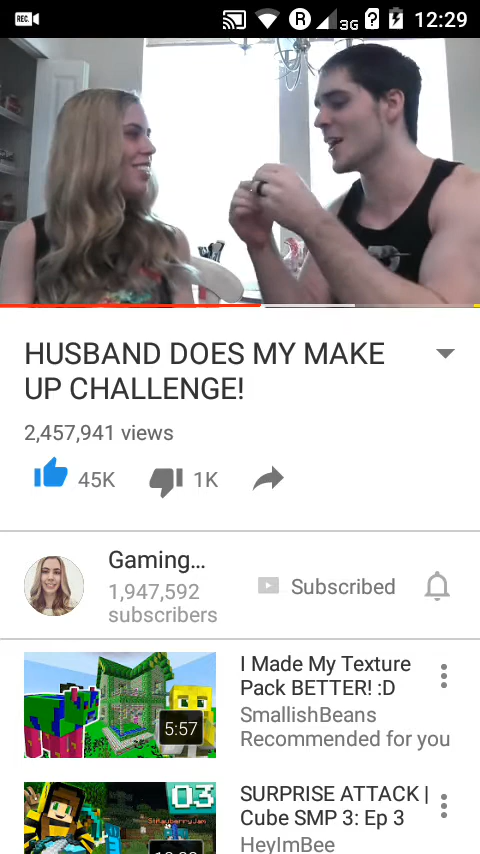 REC
R
3G
?
12:29
HUSBAND DOES MY MAKE
UP CHALLENGE!
2,457,941 views
45K
1K
Gaming...
1,947,592
subscribers
Subscribed
5:57
I Made My Texture
Pack BETTER! :D
SmallishBeans
Recommended for you
03
StRawberryJam
SURPRISE ATTACK |
Cube SMP 3: Ep 3
HeyImBee